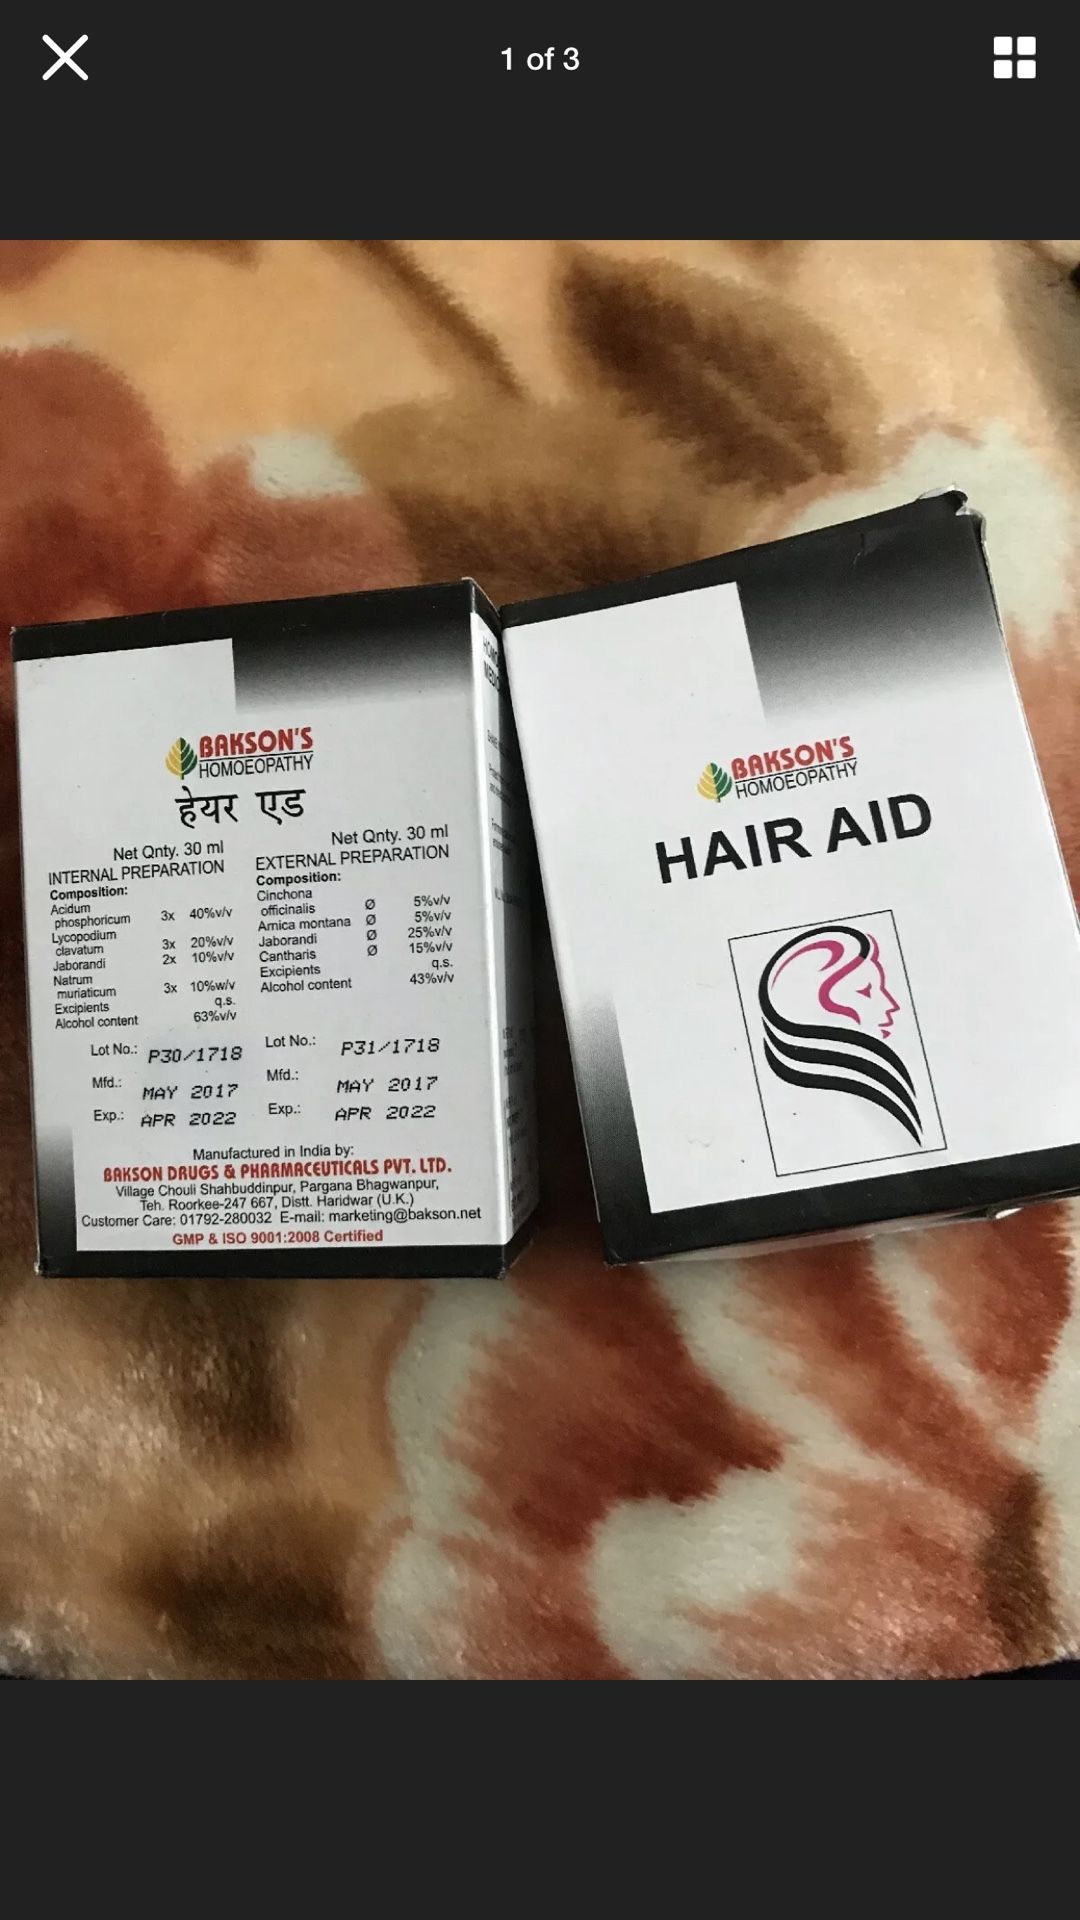 1 of 3
BAKSON'S
HOMOEOPATHY
हेयर एड
Net Qnty. 30 ml
INTERNAL PREPARATION
Composition:
Acidum
phosphoricum 3x 40%v/v
Lycopodium
clavatum 3x 20%v/v
Jaborandi 2x 10%v/v
Natrum
muriaticum 3x 10%w/v
Excipients q.s.
Alcohol content 63%v/v
Lot No.: P30/1718
Mfd.: MAY 2017
Exp.: APR 2022
Net Qnty. 30 ml
EXTERNAL PREPARATION
Composition:
Cinchona
officinalis Ø 5%v/v
Arnica montana Ø 5%v/v
Jaborandi Ø 25%v/v
Cantharis Ø 15%v/v
Excipients q.s.
Alcohol content 43%v/v
Lot No.: P31/1718
Mfd.: MAY 2017
Exp.: APR 2022
Manufactured in India by:
BAKSON DRUGS & PHARMACEUTICALS PVT. LTD.
Village Chouli Shahbuddinpur, Pargana Bhagwanpur,
Teh. Roorkee-247 667, Distt. Haridwar (U.K.)
Customer Care: 01792-280032 E-mail: marketing@bakson.net
GMP & ISO 9001:2008 Certified
BAKSON'S
HOMOEOPATHY
HAIR AID